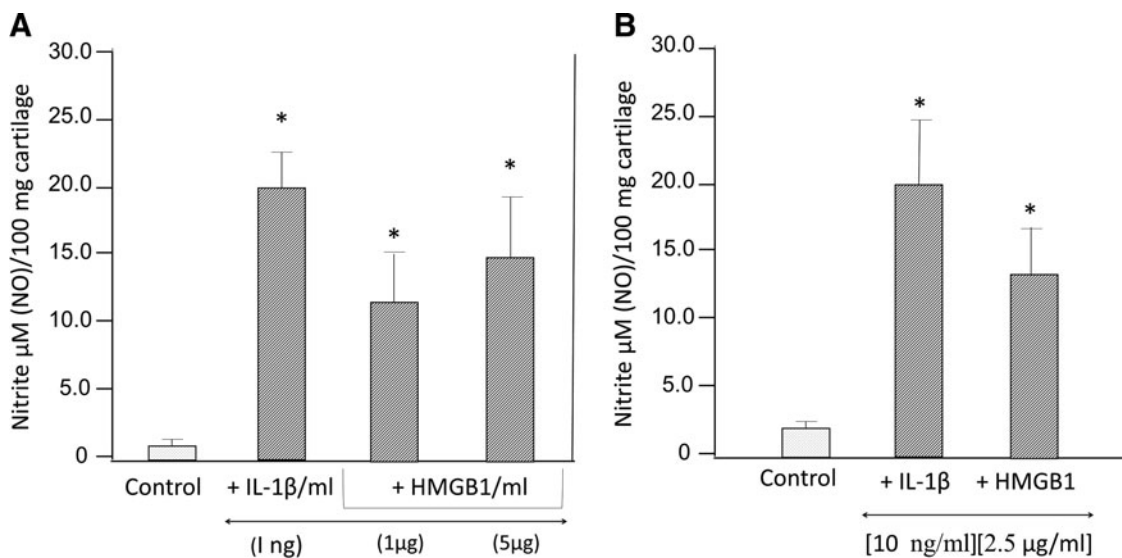 A
Nitrite µM (NO)/100 mg cartilage
30.0
25.0
20.0
15.0
10.0
5.0
0
*
*
*
Control
+ IL-1β/ml
+ HMGB1/ml
(I ng)
(1µg)
(5µg)
B
Nitrite µM (NO)/100 mg cartilage
30.0
25.0
20.0
15.0
10.0
5.0
0
*
*
Control
+ IL-1β
+ HMGB1
[10 ng/ml][2.5 µg/ml]